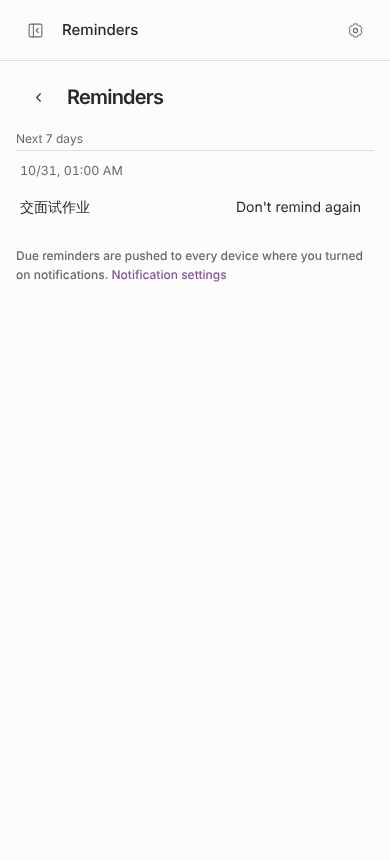 Reminders
Reminders
Next 7 days
10/31, 01:00 AM
交面试作业 Don't remind again
Due reminders are pushed to every device where you turned
on notifications. Notification settings